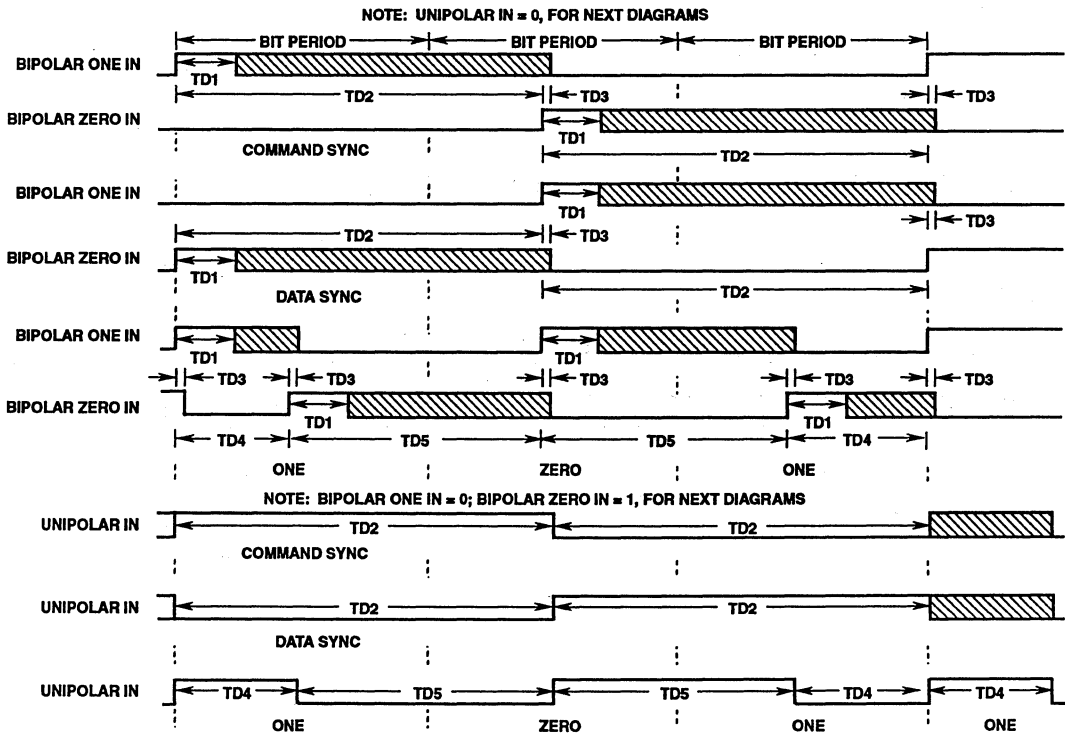 NOTE: UNIPOLAR IN = 0, FOR NEXT DIAGRAMS
BIT PERIOD BIT PERIOD BIT PERIOD
BIPOLAR ONE IN
TD1
TD2 TD3 TD3
BIPOLAR ZERO IN
TD1
COMMAND SYNC
TD2
BIPOLAR ONE IN
TD1
TD3
TD2 TD3
BIPOLAR ZERO IN
TD1
DATA SYNC
TD2
BIPOLAR ONE IN
TD1 TD1
TD3 TD3 TD3 TD3 TD3
BIPOLAR ZERO IN
TD1 TD1
TD4 TD5 TD5 TD4
ONE ZERO ONE
NOTE: BIPOLAR ONE IN = 0; BIPOLAR ZERO IN = 1, FOR NEXT DIAGRAMS
UNIPOLAR IN
TD2 TD2
COMMAND SYNC
UNIPOLAR IN
TD2 TD2
DATA SYNC
UNIPOLAR IN
TD4 TD5 TD5 TD4 TD4
ONE ZERO ONE ONE